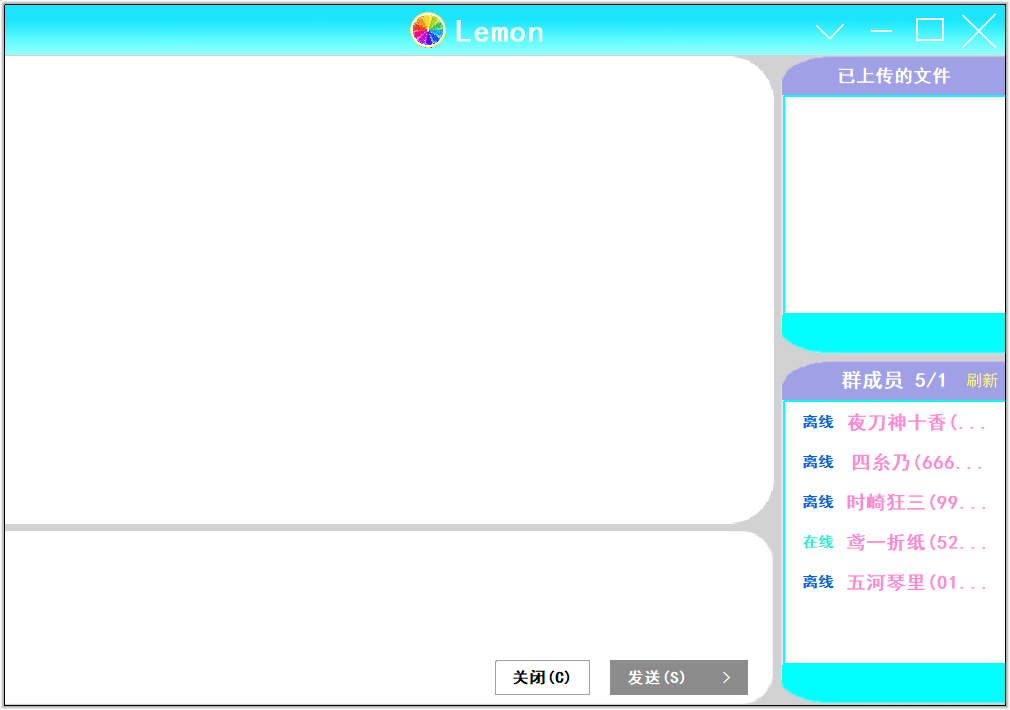 Lemon
已上传的文件
群成员 5/1 刷新
离线 夜刀神十香(...
离线 四糸乃(666...
离线 时崎狂三(99...
在线 鸢一折纸(52...
离线 五河琴里(01...
关闭(C) 发送(S)